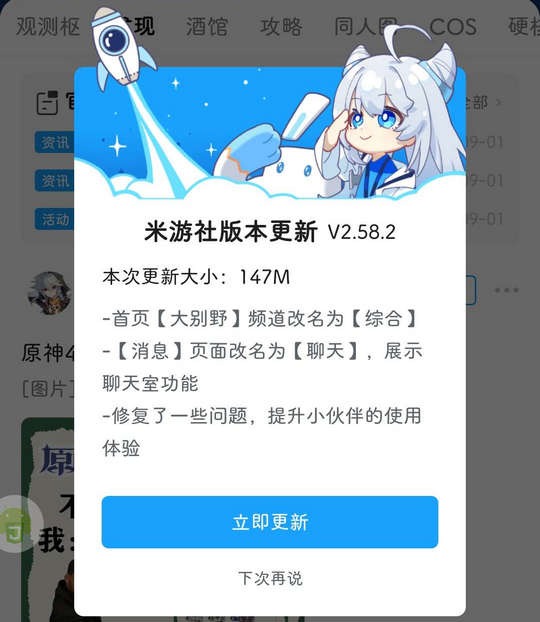 观测枢 发现 酒馆 攻略 同人图 COS 硬核
全部
资讯 09-01
资讯 09-01
活动 09-01
米游社版本更新 V2.58.2
本次更新大小：147M
-首页【大别野】频道改名为【综合】
-【消息】页面改名为【聊天】，展示
聊天室功能
-修复了一些问题，提升小伙伴的使用
体验
原神4
[图片]
原
不
我：
立即更新
下次再说